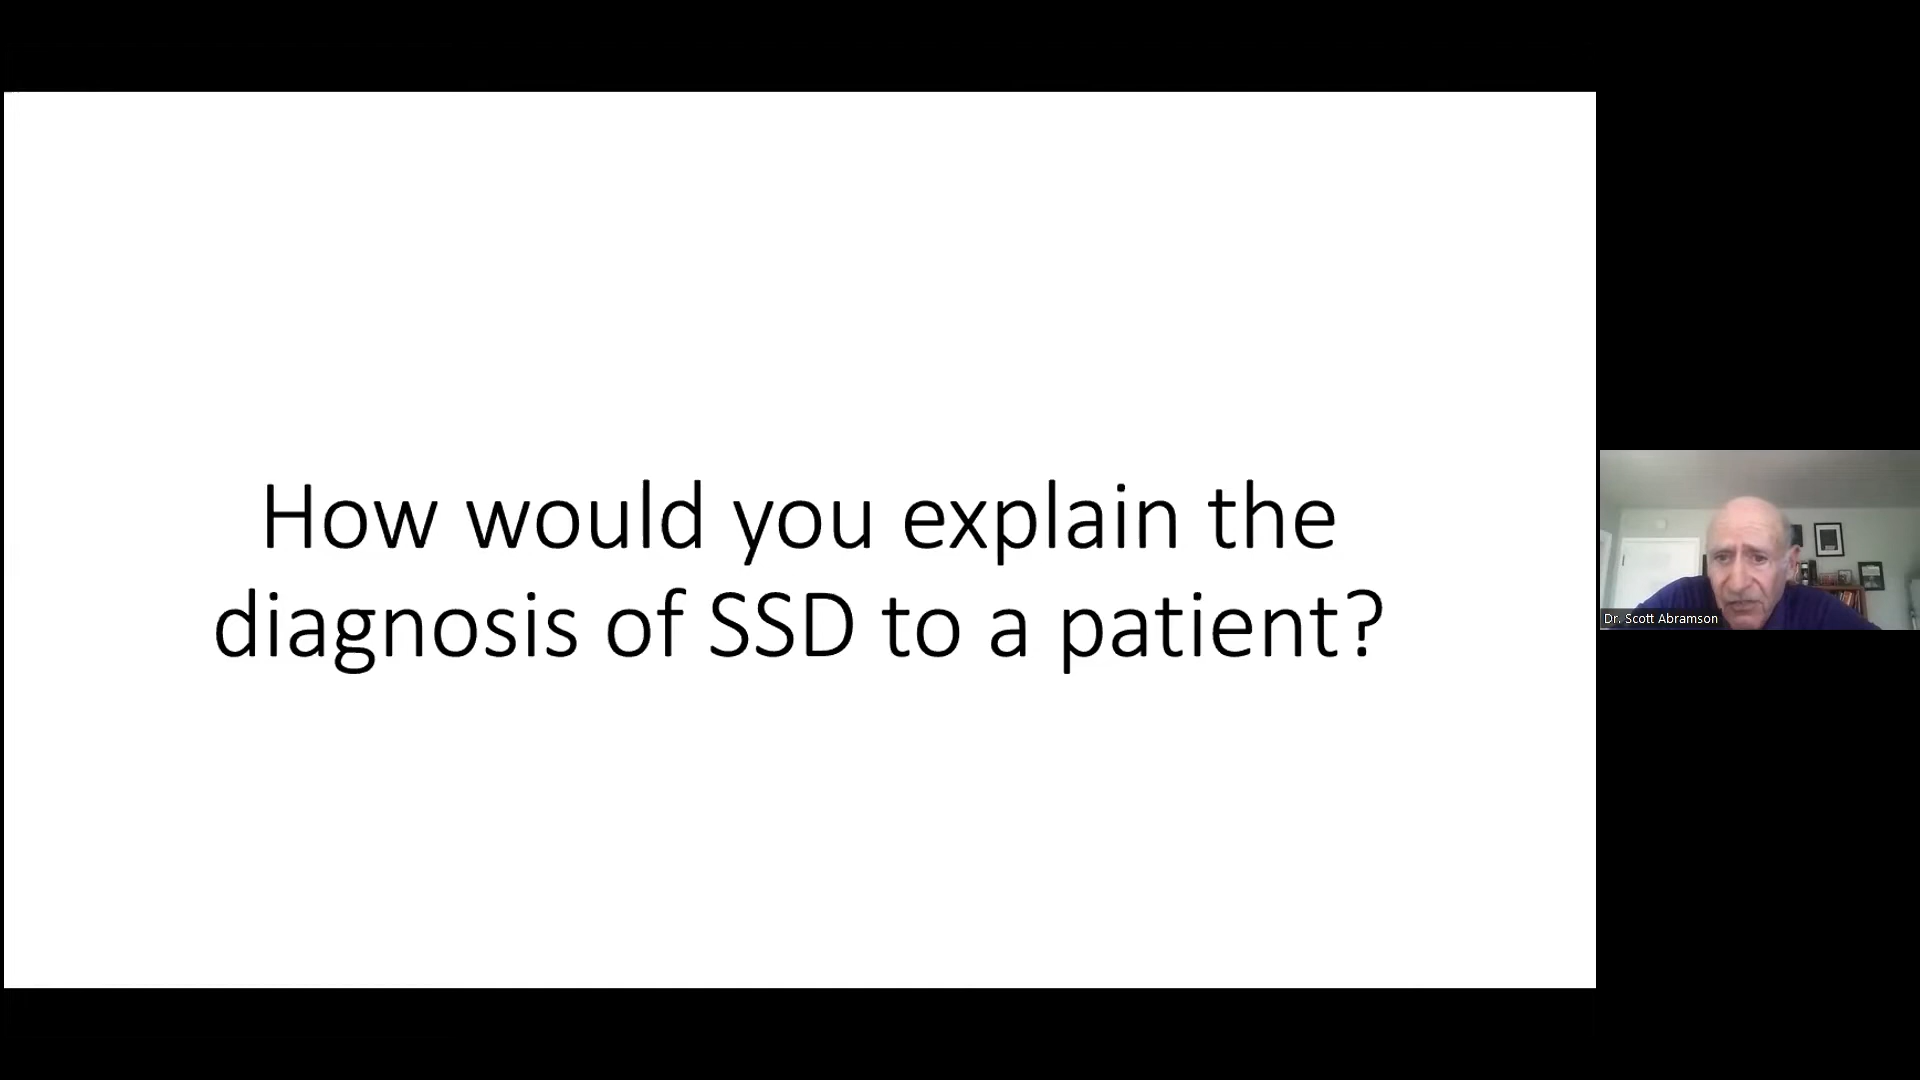 How would you explain the
diagnosis of SSD to a patient?
Dr. Scott Abramson